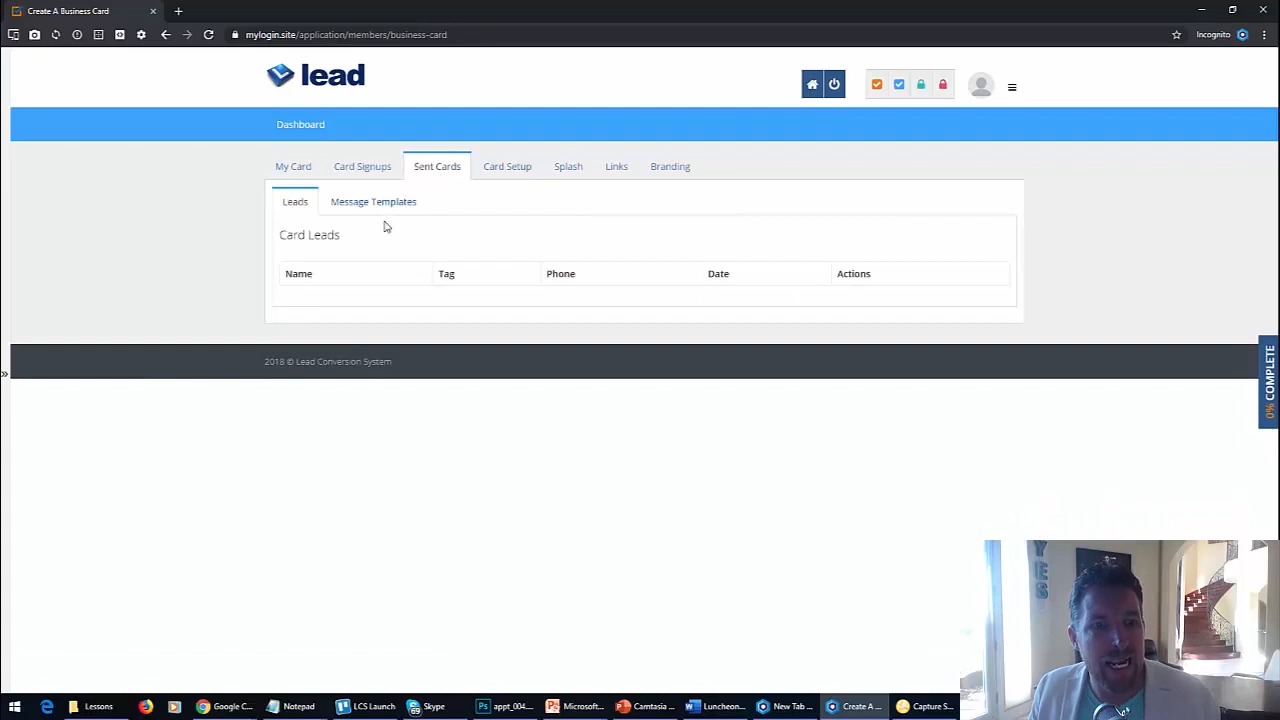 Create A Business Card
mylogin.site/application/members/business-card
Incognito
lead
Dashboard
My Card
Card Signups
Sent Cards
Card Setup
Splash
Links
Branding
Leads
Message Templates
Card Leads
Name
Tag
Phone
Date
Actions
2018 © Lead Conversion System
0% COMPLETE
YES
Lessons
Google C...
Notepad
LCS Launch
Skype
appt_004...
Microsoft...
Camtasia ...
Luncheon...
New Tab ...
Create A ...
Capture S...